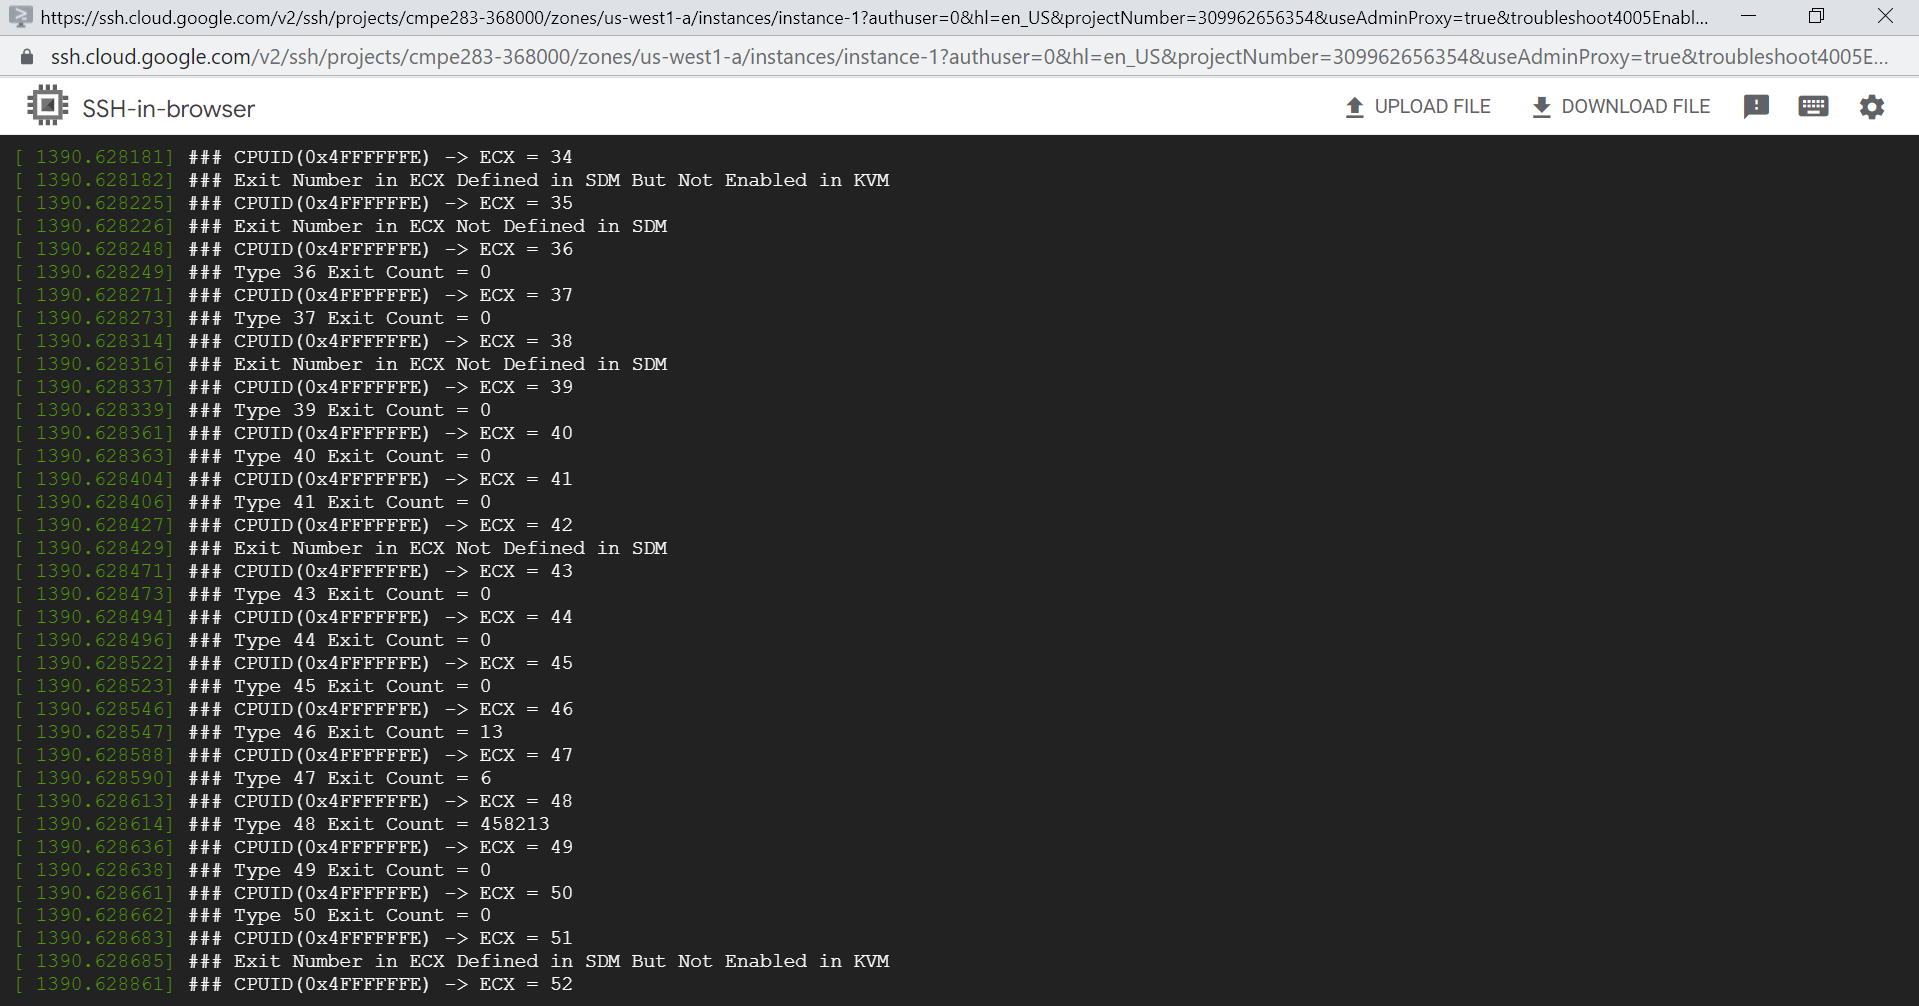 https://ssh.cloud.google.com/v2/ssh/projects/cmpe283-368000/zones/us-west1-a/instances/instance-1?authuser=0&hl=en_US&projectNumber=309962656354&useAdminProxy=true&troubleshoot4005Enabl...
ssh.cloud.google.com/v2/ssh/projects/cmpe283-368000/zones/us-west1-a/instances/instance-1?authuser=0&hl=en_US&projectNumber=309962656354&useAdminProxy=true&troubleshoot4005E...
SSH-in-browser UPLOAD FILE DOWNLOAD FILE
[ 1390.628181] ### CPUID(0x4FFFFFFE) -> ECX = 34
[ 1390.628182] ### Exit Number in ECX Defined in SDM But Not Enabled in KVM
[ 1390.628225] ### CPUID(0x4FFFFFFE) -> ECX = 35
[ 1390.628226] ### Exit Number in ECX Not Defined in SDM
[ 1390.628248] ### CPUID(0x4FFFFFFE) -> ECX = 36
[ 1390.628249] ### Type 36 Exit Count = 0
[ 1390.628271] ### CPUID(0x4FFFFFFE) -> ECX = 37
[ 1390.628273] ### Type 37 Exit Count = 0
[ 1390.628314] ### CPUID(0x4FFFFFFE) -> ECX = 38
[ 1390.628316] ### Exit Number in ECX Not Defined in SDM
[ 1390.628337] ### CPUID(0x4FFFFFFE) -> ECX = 39
[ 1390.628339] ### Type 39 Exit Count = 0
[ 1390.628361] ### CPUID(0x4FFFFFFE) -> ECX = 40
[ 1390.628363] ### Type 40 Exit Count = 0
[ 1390.628404] ### CPUID(0x4FFFFFFE) -> ECX = 41
[ 1390.628406] ### Type 41 Exit Count = 0
[ 1390.628427] ### CPUID(0x4FFFFFFE) -> ECX = 42
[ 1390.628429] ### Exit Number in ECX Not Defined in SDM
[ 1390.628471] ### CPUID(0x4FFFFFFE) -> ECX = 43
[ 1390.628473] ### Type 43 Exit Count = 0
[ 1390.628494] ### CPUID(0x4FFFFFFE) -> ECX = 44
[ 1390.628496] ### Type 44 Exit Count = 0
[ 1390.628522] ### CPUID(0x4FFFFFFE) -> ECX = 45
[ 1390.628523] ### Type 45 Exit Count = 0
[ 1390.628546] ### CPUID(0x4FFFFFFE) -> ECX = 46
[ 1390.628547] ### Type 46 Exit Count = 13
[ 1390.628588] ### CPUID(0x4FFFFFFE) -> ECX = 47
[ 1390.628590] ### Type 47 Exit Count = 6
[ 1390.628613] ### CPUID(0x4FFFFFFE) -> ECX = 48
[ 1390.628614] ### Type 48 Exit Count = 458213
[ 1390.628636] ### CPUID(0x4FFFFFFE) -> ECX = 49
[ 1390.628638] ### Type 49 Exit Count = 0
[ 1390.628661] ### CPUID(0x4FFFFFFE) -> ECX = 50
[ 1390.628662] ### Type 50 Exit Count = 0
[ 1390.628683] ### CPUID(0x4FFFFFFE) -> ECX = 51
[ 1390.628685] ### Exit Number in ECX Defined in SDM But Not Enabled in KVM
[ 1390.628861] ### CPUID(0x4FFFFFFE) -> ECX = 52